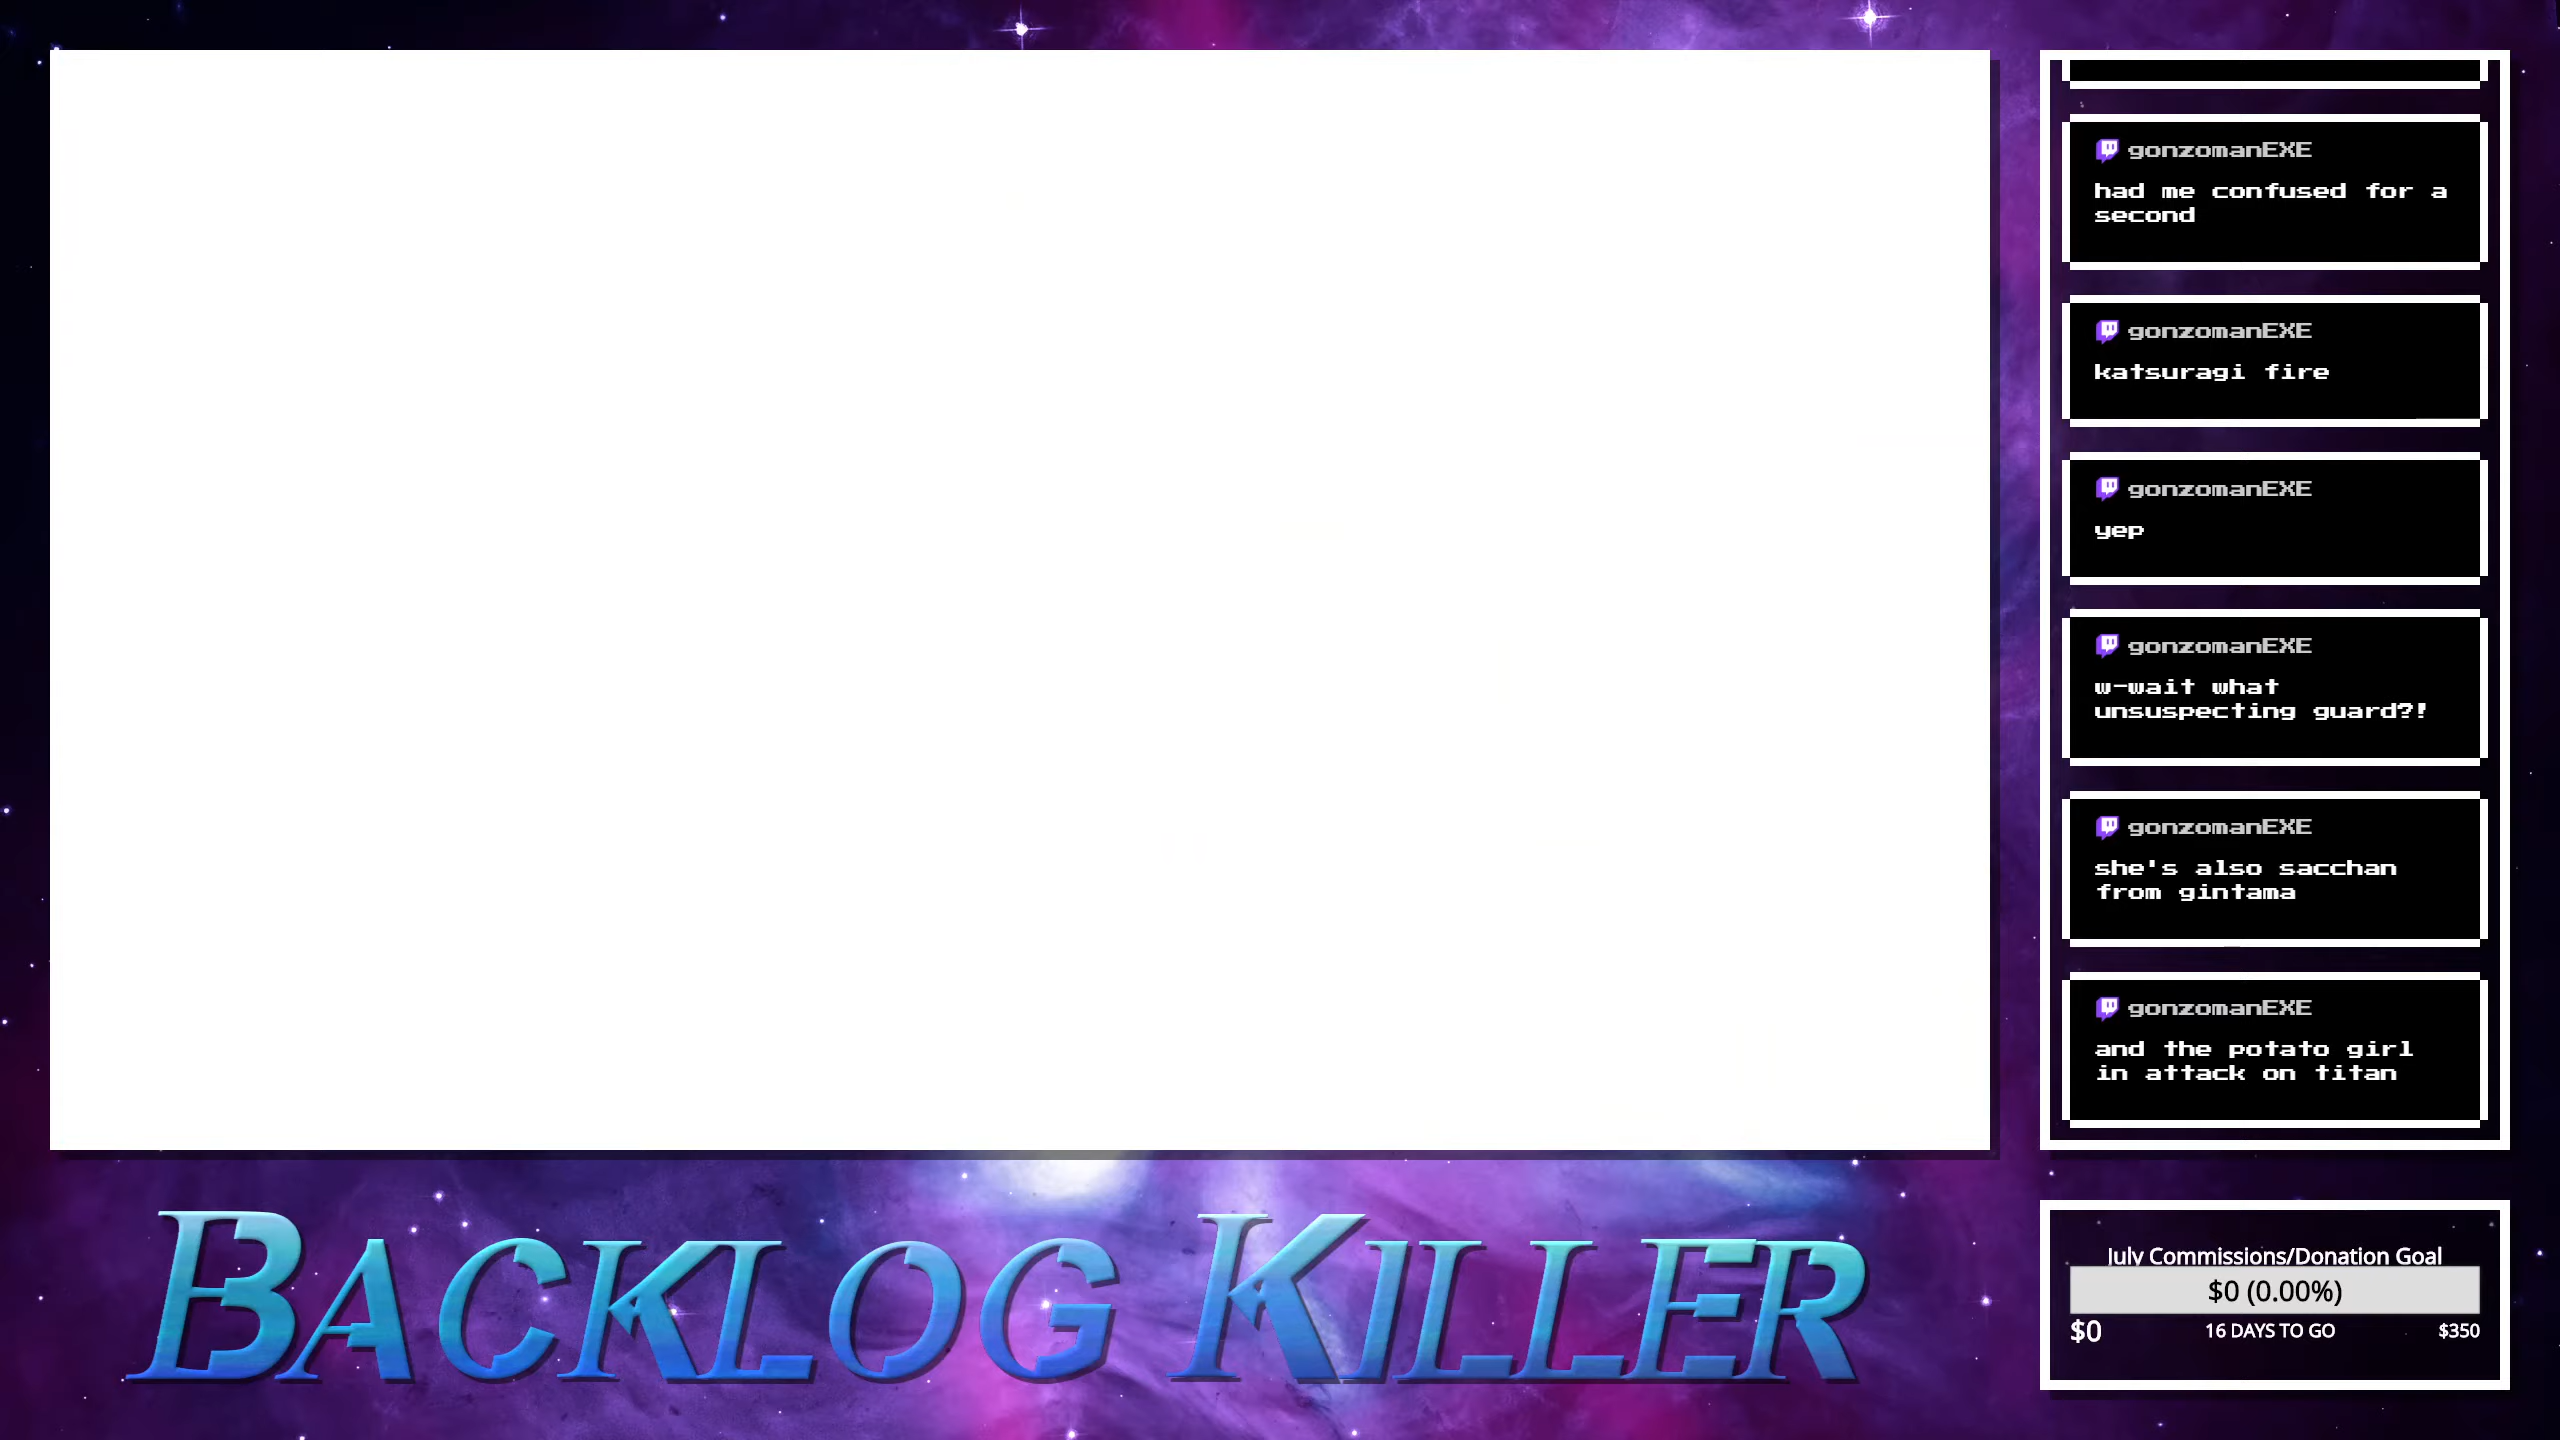 gonzomanEXE
had me confused for a
second
gonzomanEXE
katsuragi fire
gonzomanEXE
yep
gonzomanEXE
w-wait what
unsuspecting guard?!
gonzomanEXE
she's also sacchan
from gintama
gonzomanEXE
and the potato girl
in attack on titan
July Commissions/Donation Goal
$0 (0.00%)
$0 16 DAYS TO GO $350
BACKLOG KILLER